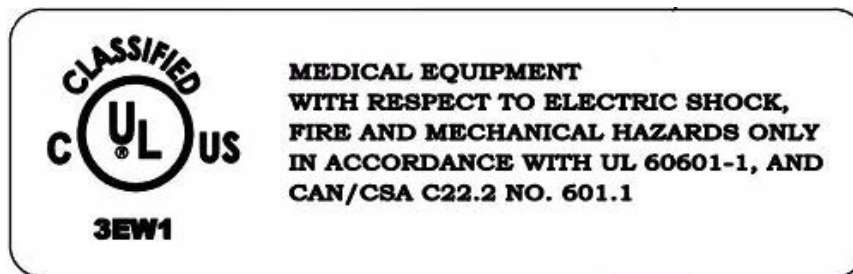 CLASSIFIED
C UL® US
3EW1
MEDICAL EQUIPMENT
WITH RESPECT TO ELECTRIC SHOCK,
FIRE AND MECHANICAL HAZARDS ONLY
IN ACCORDANCE WITH UL 60601-1, AND
CAN/CSA C22.2 NO. 601.1